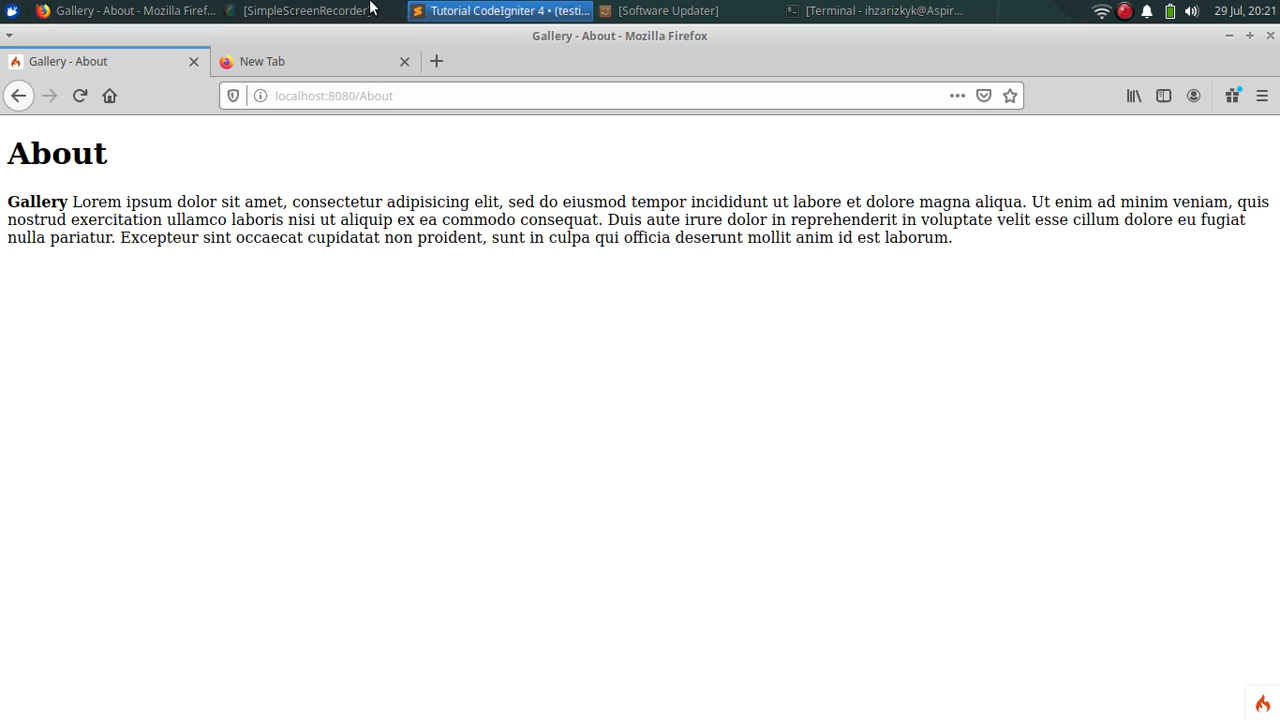 Gallery - About - Mozilla Firef...
[SimpleScreenRecorder]
Tutorial CodeIgniter 4 • (testi...
[Software Updater]
[Terminal - ihzarizkyk@Aspir...
29 Jul, 20:21
Gallery - About - Mozilla Firefox
Gallery - About
New Tab
localhost:8080/About
About
Gallery Lorem ipsum dolor sit amet, consectetur adipisicing elit, sed do eiusmod tempor incididunt ut labore et dolore magna aliqua. Ut enim ad minim veniam, quis
nostrud exercitation ullamco laboris nisi ut aliquip ex ea commodo consequat. Duis aute irure dolor in reprehenderit in voluptate velit esse cillum dolore eu fugiat
nulla pariatur. Excepteur sint occaecat cupidatat non proident, sunt in culpa qui officia deserunt mollit anim id est laborum.